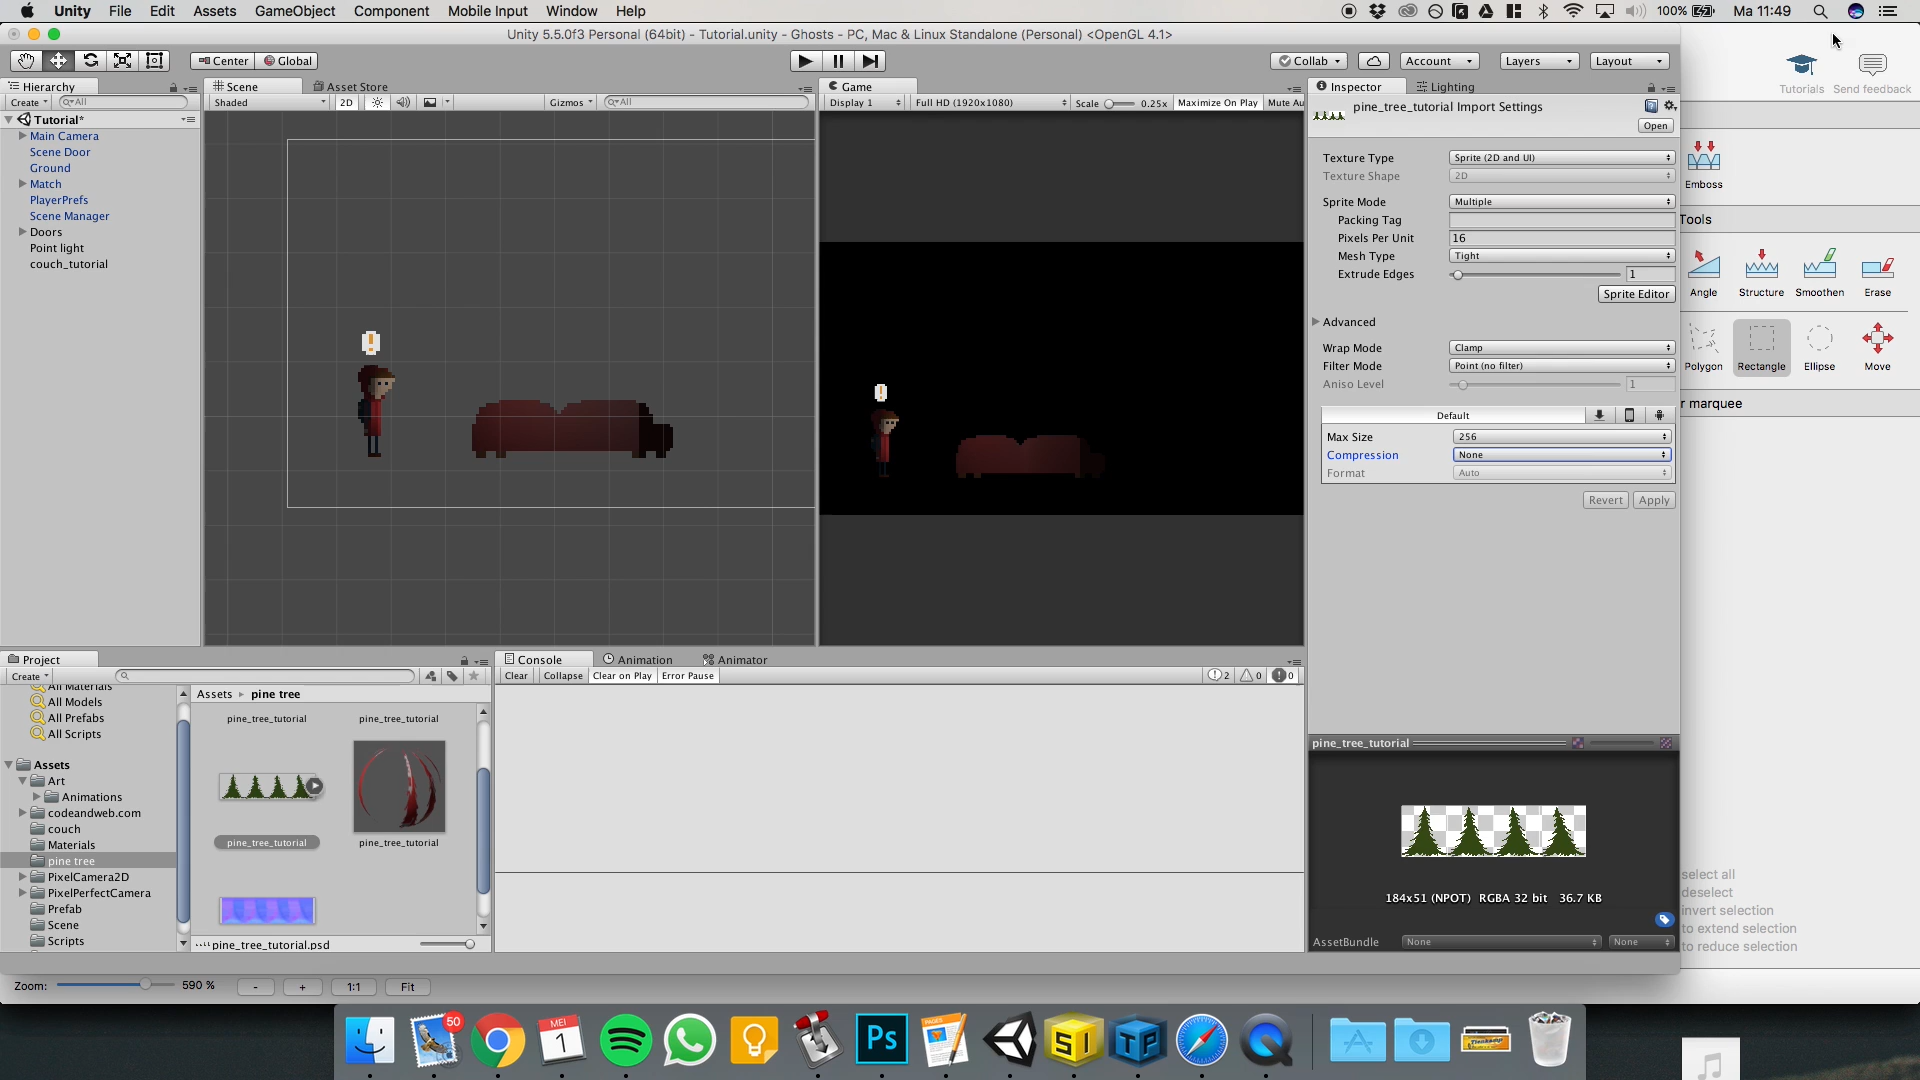 Unity File Edit Assets GameObject Component Mobile Input Window Help 100% Ma 11:49
Unity 5.5.0f3 Personal (64bit) - Tutorial.unity - Ghosts - PC, Mac & Linux Standalone (Personal) <OpenGL 4.1>
Center Global Collab Account Layers Layout
Tutorials Send feedback
Hierarchy Scene Asset Store Game Inspector Lighting
Create All Shaded 2D Gizmos All Display 1 Full HD (1920x1080) Scale 0.25x Maximize On Play Mute Au
pine_tree_tutorial Import Settings
Open
Tutorial*
Main Camera
Scene Door
Ground
Match
PlayerPrefs
Scene Manager
Doors
Point light
couch_tutorial
!
!
Texture Type Sprite (2D and UI)
Texture Shape 2D
Sprite Mode Multiple
Packing Tag
Pixels Per Unit 16
Mesh Type Tight
Extrude Edges 1
Sprite Editor
Advanced
Wrap Mode Clamp
Filter Mode Point (no filter)
Aniso Level 1
Default
Max Size 256
Compression None
Format Auto
Revert Apply
Emboss
Tools
Angle Structure Smoothen Erase
Polygon Rectangle Ellipse Move
r marquee
select all
deselect
invert selection
to extend selection
to reduce selection
Project
Create
All Materials
All Models
All Prefabs
All Scripts
Assets
Art
Animations
codeandweb.com
couch
Materials
pine tree
PixelCamera2D
PixelPerfectCamera
Prefab
Scene
Scripts
Assets pine tree
pine_tree_tutorial pine_tree_tutorial
pine_tree_tutorial pine_tree_tutorial
pine_tree_tutorial.psd
Console Animation Animator
Clear Collapse Clear on Play Error Pause 2 0 0
pine_tree_tutorial
184x51 (NPOT) RGBA 32 bit 36.7 KB
AssetBundle None None
Zoom: 590 % - + 1:1 Fit
50
MEI
1
Ps
PAGES
SI
TP